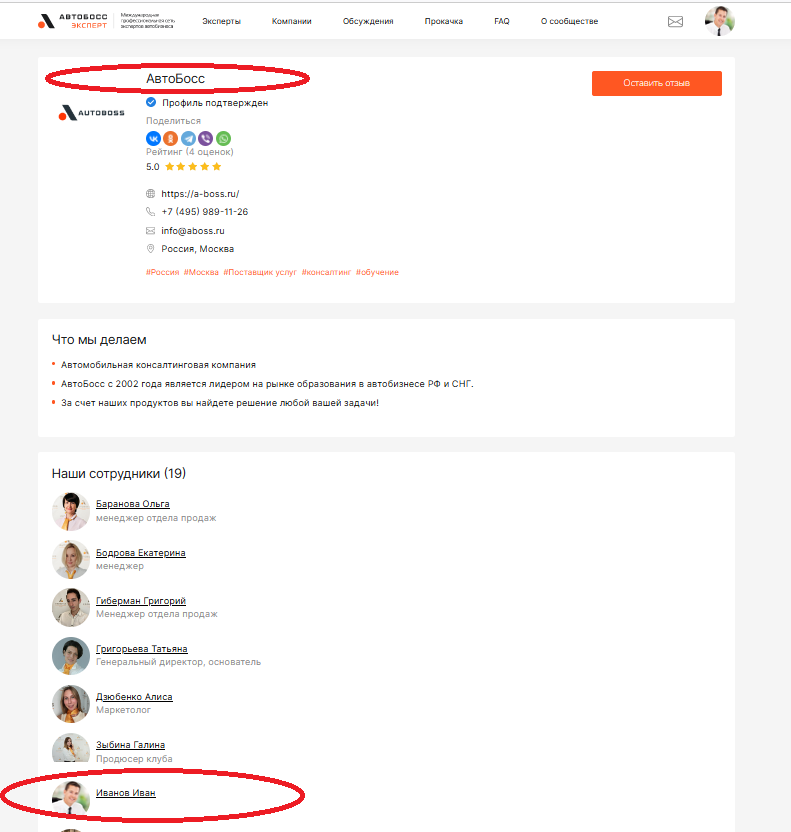 АВТОБОСС
ЭКСПЕРТ
Международная
профессиональная сеть
экспертов автобизнеса
Эксперты
Компании
Обсуждения
Прокачка
FAQ
О сообществе
АвтоБосс
Оставить отзыв
AUTOBOSS
Профиль подтвержден
Поделиться
Рейтинг (4 оценок)
5.0
https://a-boss.ru/
+7 (495) 989-11-26
info@aboss.ru
Россия, Москва
#Россия #Москва #Поставщик услуг #консалтинг #обучение
Что мы делаем
Автомобильная консалтинговая компания
АвтоБосс с 2002 года является лидером на рынке образования в автобизнесе РФ и СНГ.
За счет наших продуктов вы найдете решение любой вашей задачи!
Наши сотрудники (19)
Баранова Ольга
менеджер отдела продаж
Бодрова Екатерина
менеджер
Гиберман Григорий
Менеджер отдела продаж
Григорьева Татьяна
Генеральный директор, основатель
Дзюбенко Алиса
Маркетолог
Зыбина Галина
Продюсер клуба
Иванов Иван